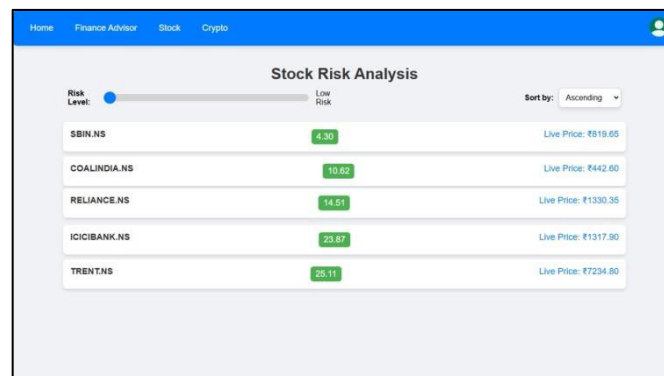 Home Finance Advisor Stock Crypto
Stock Risk Analysis
Risk Level: Low Risk Sort by: Ascending
SBIN.NS 4.30 Live Price: ₹819.65
COALINDIA.NS 10.62 Live Price: ₹442.60
RELIANCE.NS 14.51 Live Price: ₹1330.35
ICICIBANK.NS 23.87 Live Price: ₹1317.90
TRENT.NS 25.11 Live Price: ₹7234.80